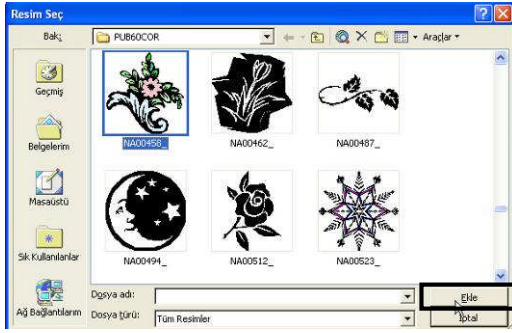 Resim Seç
Bak:
PUB60COR
Araçlar
Geçmiş
Belgelerim
Masaüstü
Sık Kullanılanlar
Ağ Bağlantılarım
NA00458_
NA00462_
NA00487_
NA00494_
NA00512_
NA00523_
Dosya adı:
Ekle
Dosya türü:
Tüm Resimler
İptal